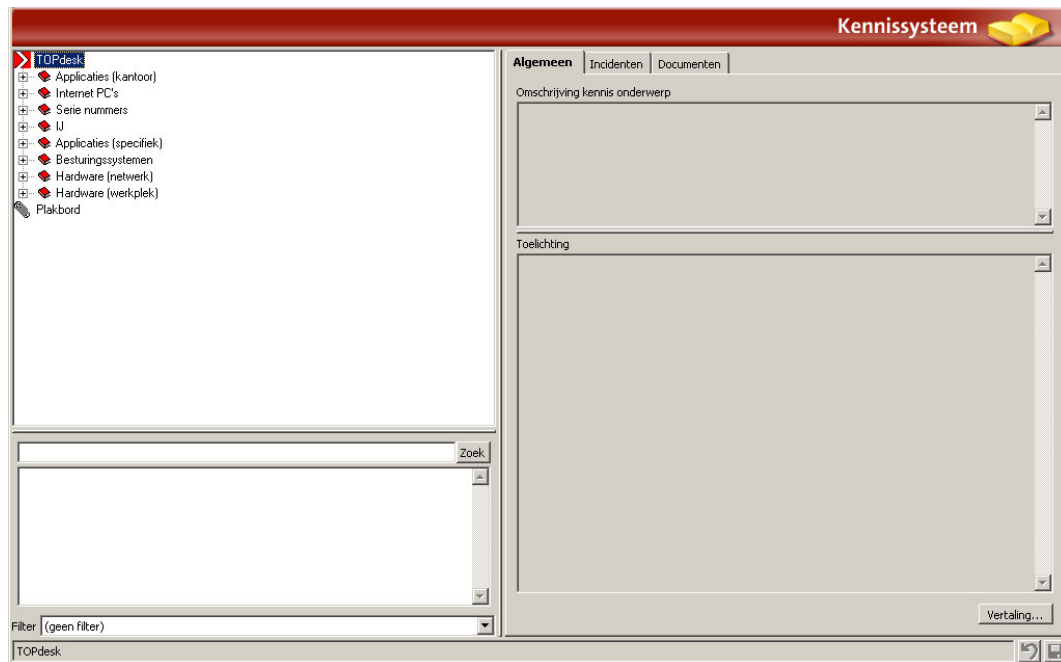 Kennissysteem
TOPdesk
Applicaties (kantoor)
Internet PC's
Serie nummers
IJ
Applicaties (specifiek)
Besturingssystemen
Hardware (netwerk)
Hardware (werkplek)
Plakbord
Zoek
Filter (geen filter)
Algemeen Incidenten Documenten
Omschrijving kennis onderwerp
Toelichting
Vertaling...
TOPdesk